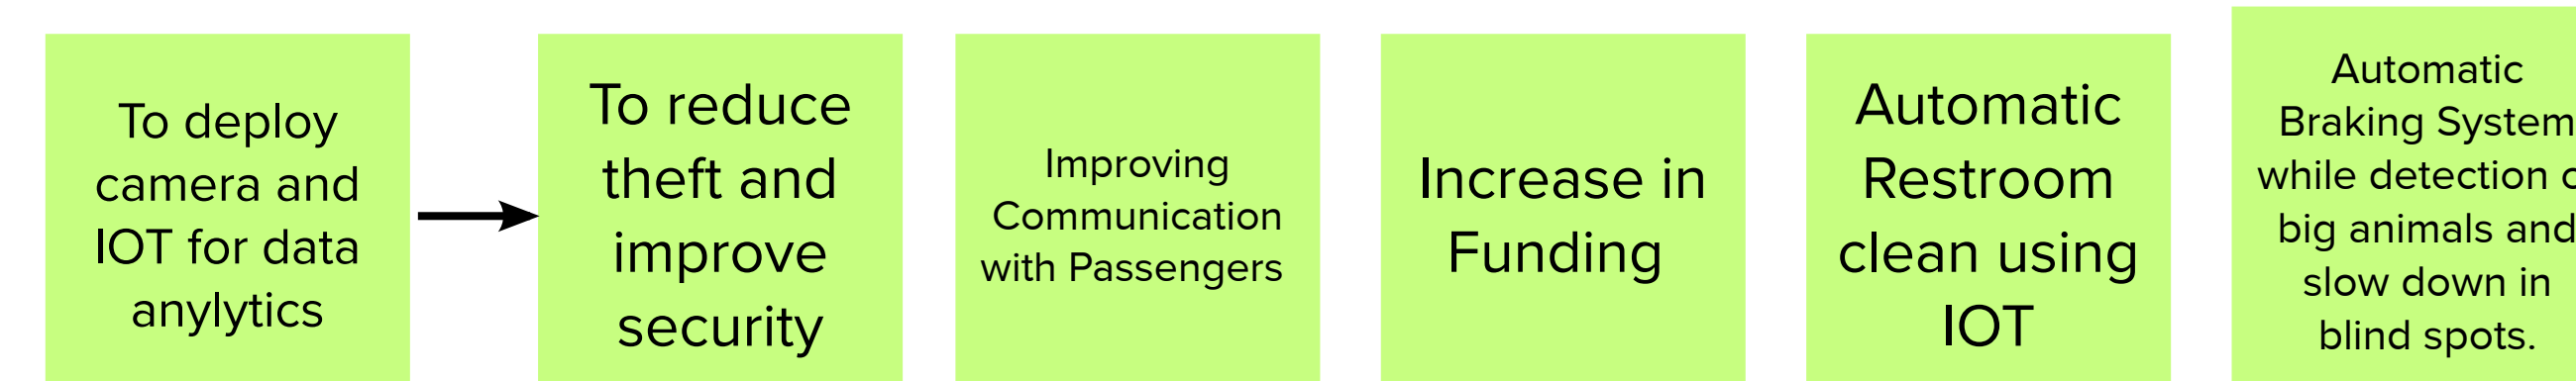 To deploy
camera and
IOT for data
anylytics
To reduce
theft and
improve
security
Improving
Communication
with Passengers
Increase in
Funding
Automatic
Restroom
clean using
IOT
Automatic
Braking System
while detection
big animals and
slow down in
blind spots.